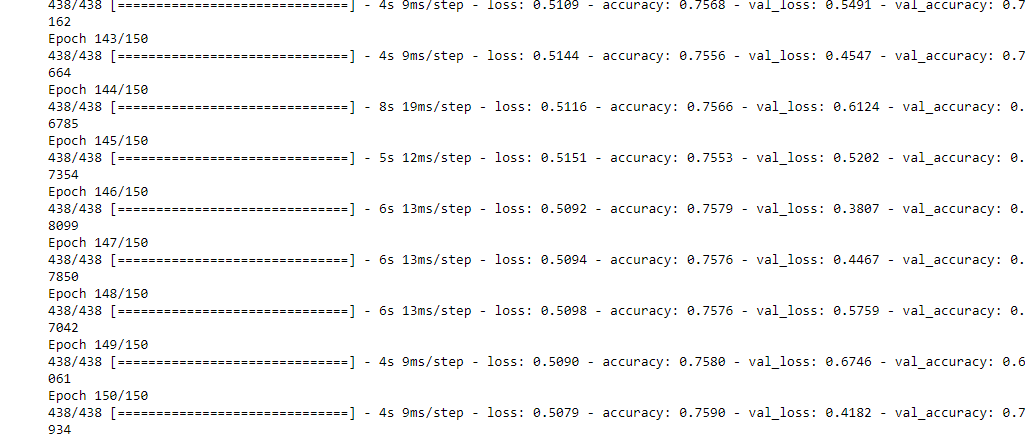 438/438 [==============================] - 4s 9ms/step - loss: 0.5109 - accuracy: 0.7568 - val_loss: 0.5491 - val_accuracy: 0.7
162
Epoch 143/150
438/438 [==============================] - 4s 9ms/step - loss: 0.5144 - accuracy: 0.7556 - val_loss: 0.4547 - val_accuracy: 0.7
664
Epoch 144/150
438/438 [==============================] - 8s 19ms/step - loss: 0.5116 - accuracy: 0.7566 - val_loss: 0.6124 - val_accuracy: 0.
6785
Epoch 145/150
438/438 [==============================] - 5s 12ms/step - loss: 0.5151 - accuracy: 0.7553 - val_loss: 0.5202 - val_accuracy: 0.
7354
Epoch 146/150
438/438 [==============================] - 6s 13ms/step - loss: 0.5092 - accuracy: 0.7579 - val_loss: 0.3807 - val_accuracy: 0.
8099
Epoch 147/150
438/438 [==============================] - 6s 13ms/step - loss: 0.5094 - accuracy: 0.7576 - val_loss: 0.4467 - val_accuracy: 0.
7850
Epoch 148/150
438/438 [==============================] - 6s 13ms/step - loss: 0.5098 - accuracy: 0.7576 - val_loss: 0.5759 - val_accuracy: 0.
7042
Epoch 149/150
438/438 [==============================] - 4s 9ms/step - loss: 0.5090 - accuracy: 0.7580 - val_loss: 0.6746 - val_accuracy: 0.6
061
Epoch 150/150
438/438 [==============================] - 4s 9ms/step - loss: 0.5079 - accuracy: 0.7590 - val_loss: 0.4182 - val_accuracy: 0.7
934